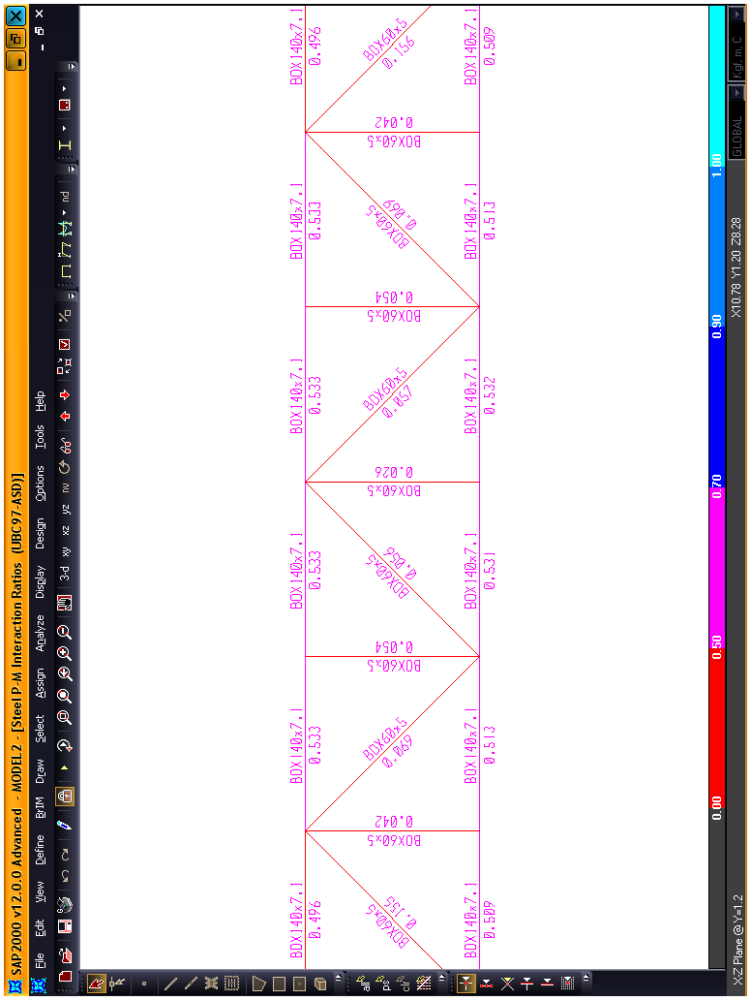 SAP2000 v12.0.0 Advanced - MODEL2 - [Steel P-M Interaction Ratios (UBC97-ASD)]
File Edit View Define BrIM Draw Select Assign Analyze Display Design Options Tools Help
3-d xy xz yz nv
nd
all
ps
clr
BOX140x7.1
0.496
BOX140x7.1
0.533
BOX140x7.1
0.533
BOX140x7.1
0.533
BOX140x7.1
0.533
BOX140x7.1
0.496
BOX60x5
0.155
BOX60x5
0.042
BOX60x5
0.069
BOX60x5
0.054
BOX60x5
0.056
BOX60x5
0.026
BOX60x5
0.057
BOX60x5
0.054
BOX60x5
0.069
BOX60x5
0.042
BOX60x5
0.156
BOX140x7.1
0.509
BOX140x7.1
0.513
BOX140x7.1
0.531
BOX140x7.1
0.532
BOX140x7.1
0.513
BOX140x7.1
0.509
0.00 0.50 0.70 0.90 1.00
X-Z Plane @ Y=1.2
X10.78 Y1.20 Z8.28
GLOBAL
Kgf, m, C